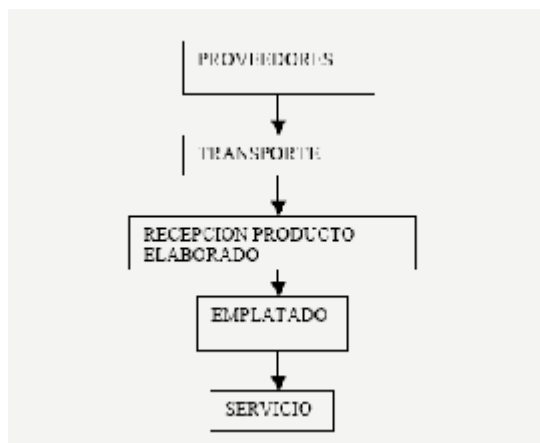 PROVEEDORES
TRANSPORTE
RECEPCION PRODUCTO
ELABORADO
EMPLATADO
SERVICIO